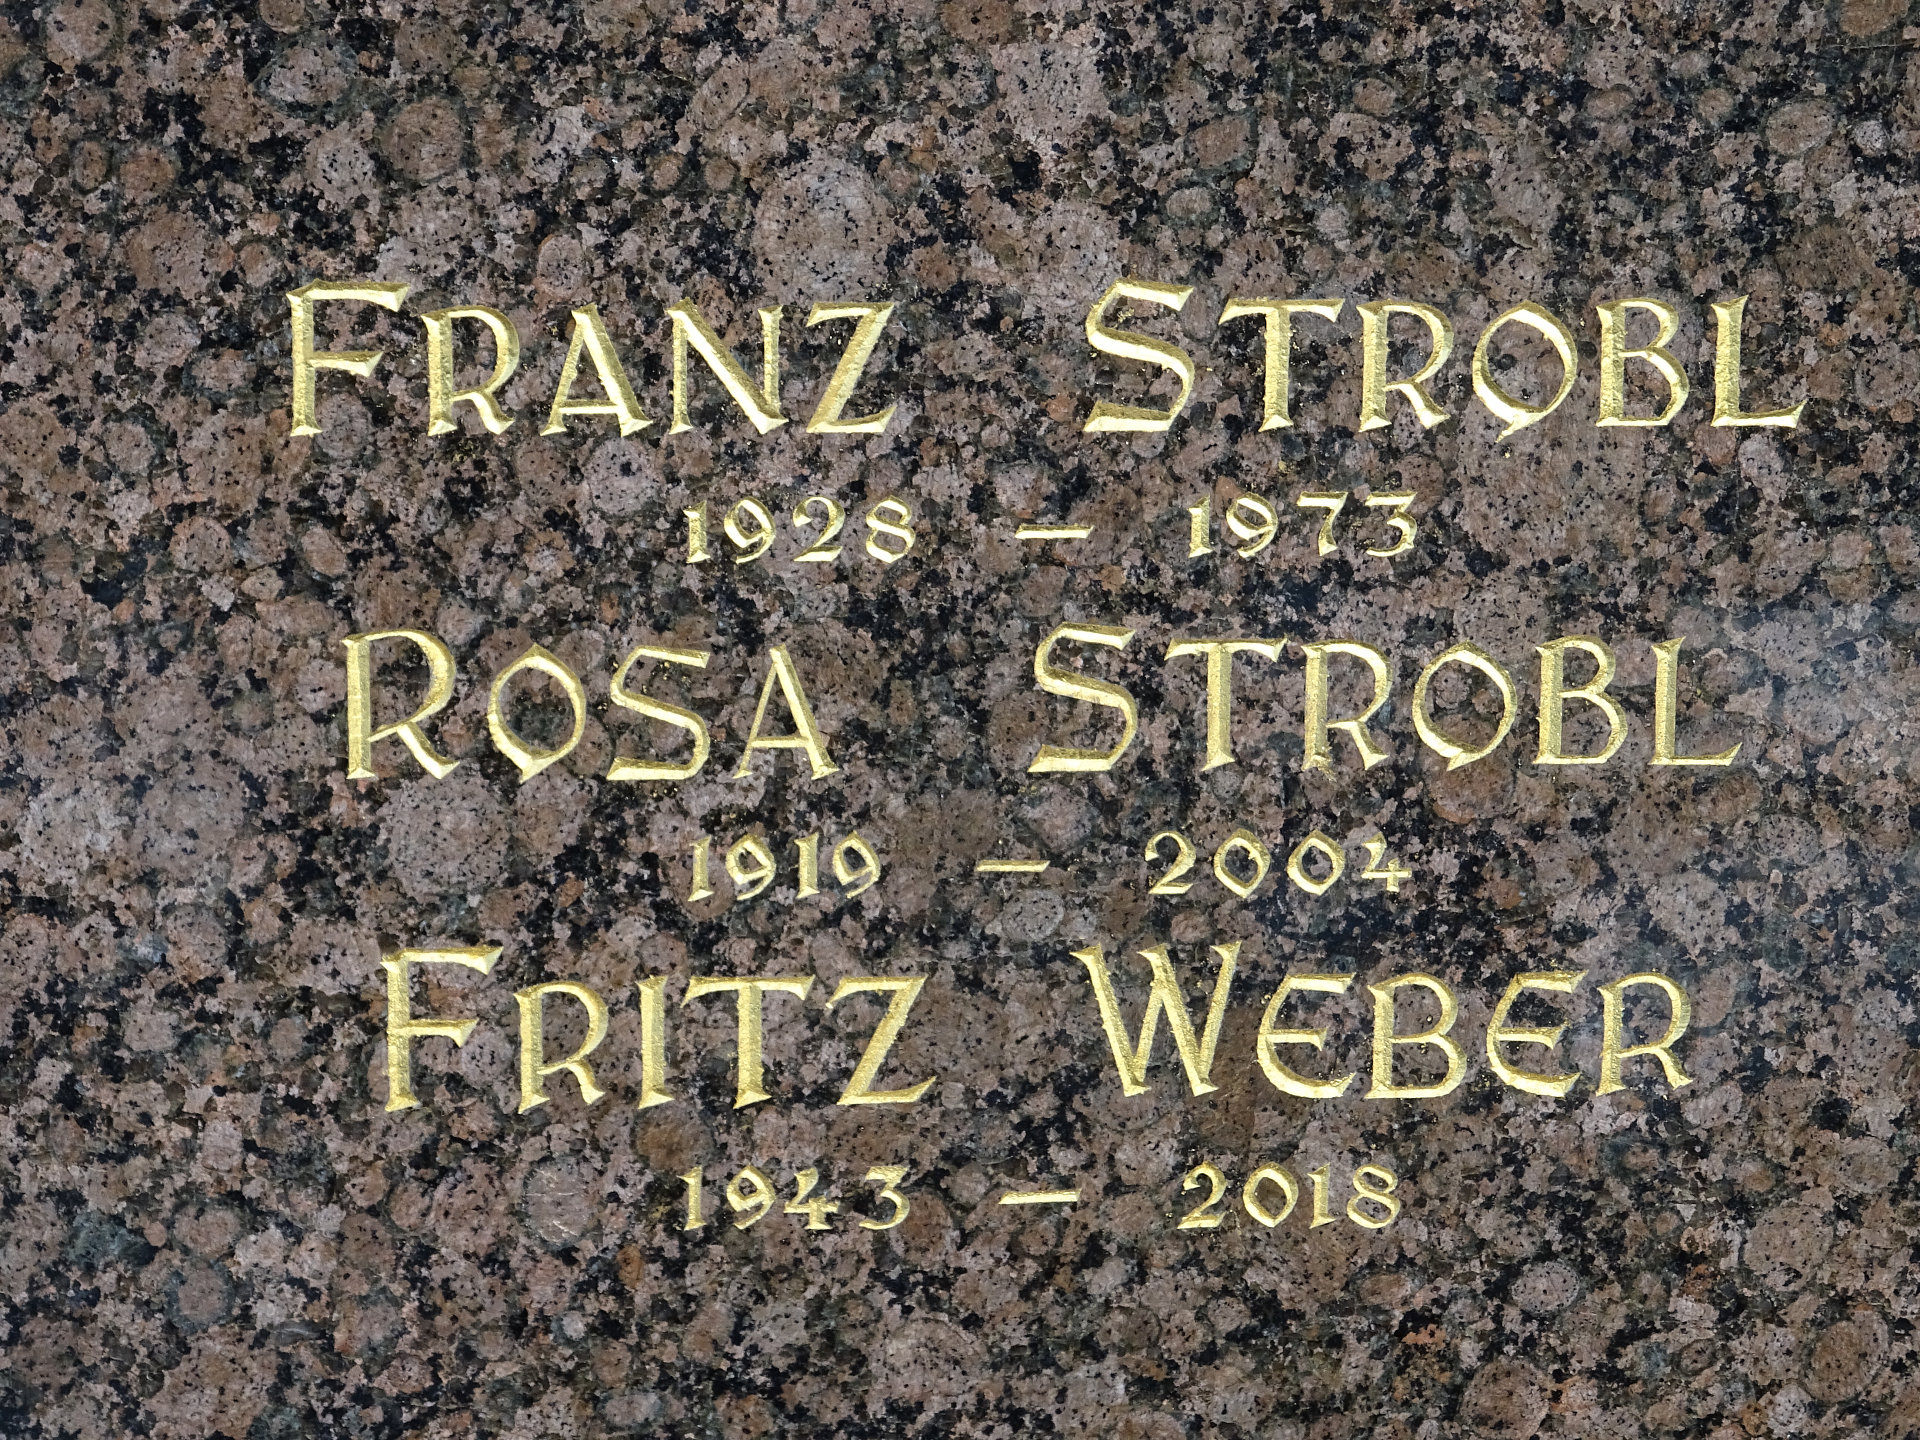 FRANZ STROBL
1928 – 1973
ROSA STROBL
1919 – 2004
FRITZ WEBER
1943 – 2018